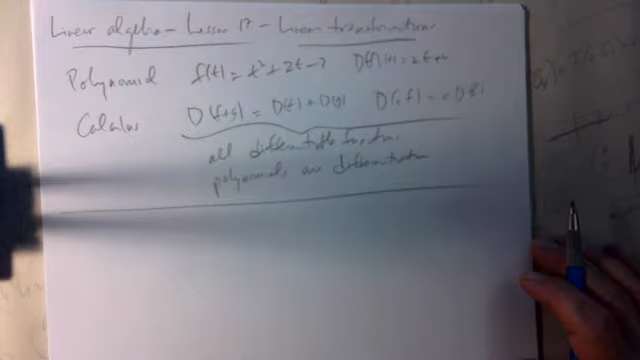 Linear algebra - Lesson 17 - Linear transformations
Polynomial f(t) = t² + 2t - 7 D(f)(t) = 2t+2
Calculus D(f+g) = D(f) + D(g) D(cf) = c D(f)
all differentiable functions.
polynomials are